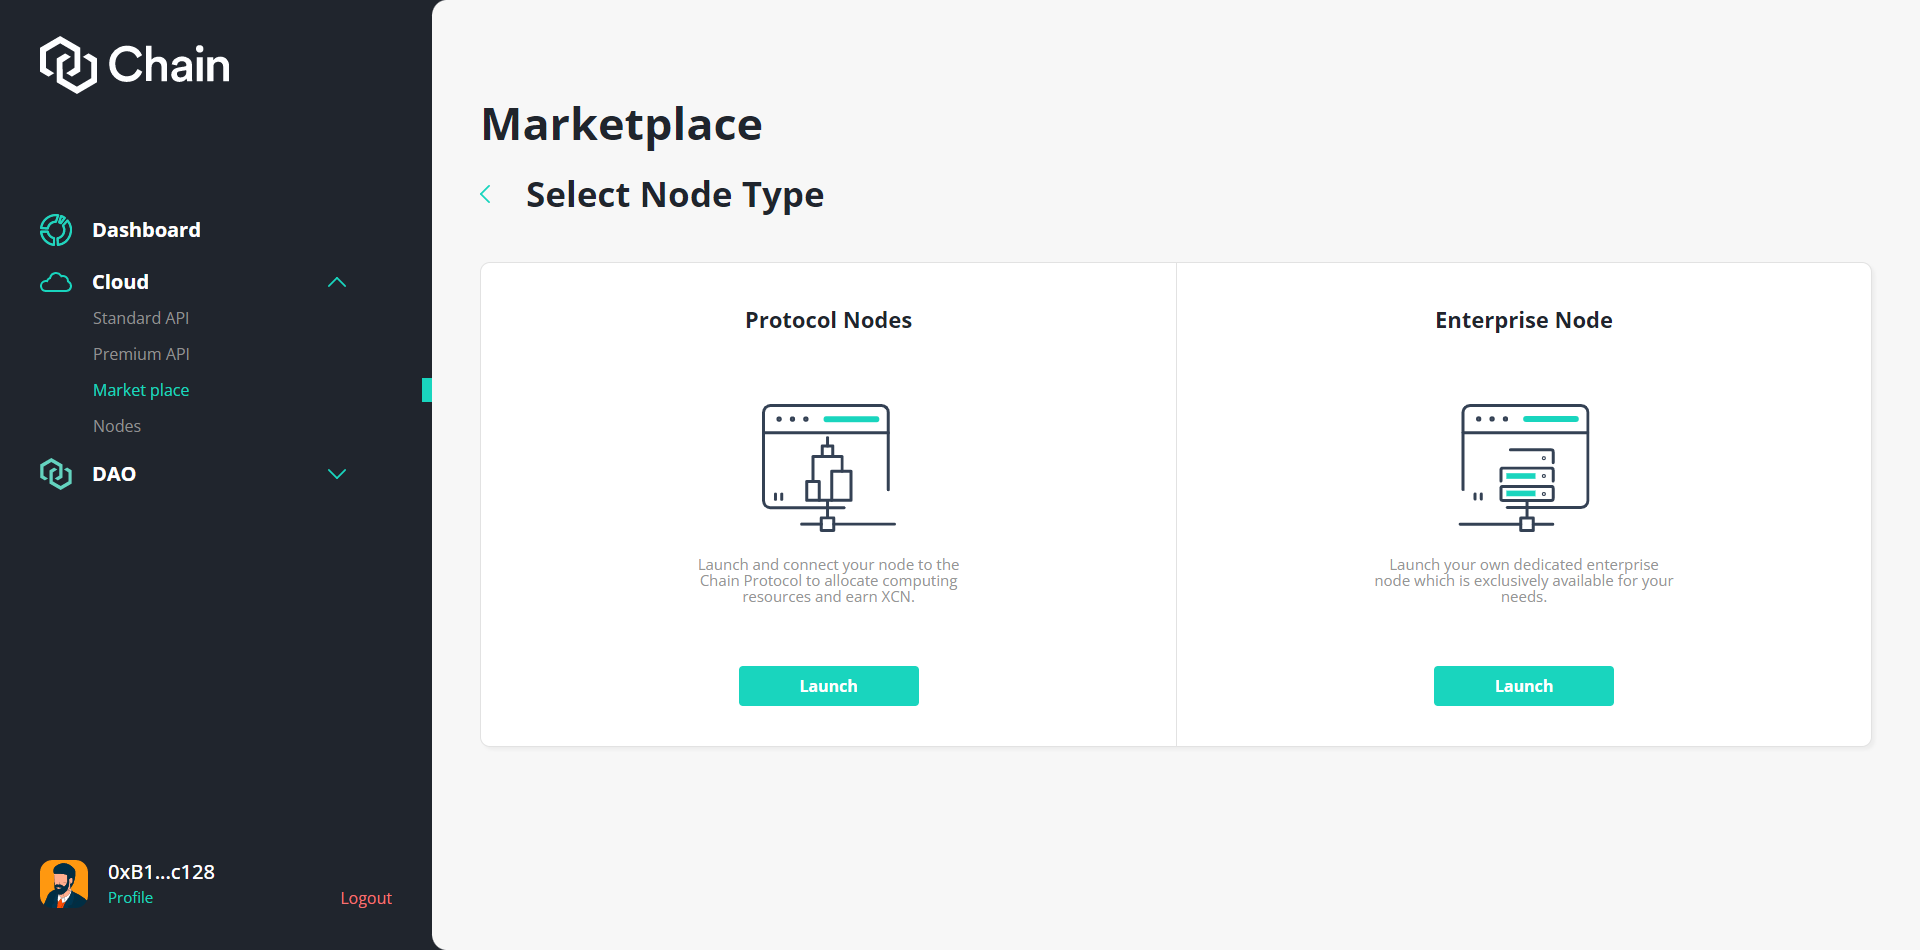 Chain
Dashboard
Cloud
Standard API
Premium API
Market place
Nodes
DAO
0xB1...c128
Profile
Logout
Marketplace
Select Node Type
Protocol Nodes
Launch and connect your node to the
Chain Protocol to allocate computing
resources and earn XCN.
Launch
Enterprise Node
Launch your own dedicated enterprise
node which is exclusively available for your
needs.
Launch